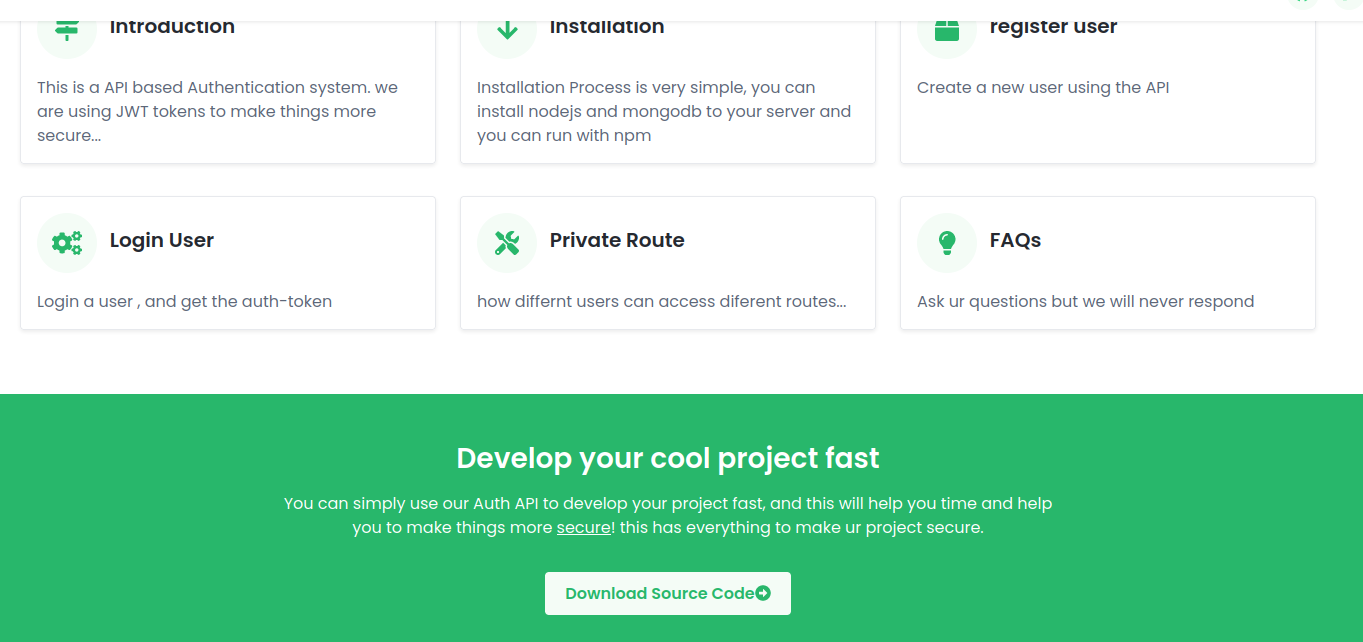 Introduction
This is a API based Authentication system. we
are using JWT tokens to make things more
secure...
Installation
Installation Process is very simple, you can
install nodejs and mongodb to your server and
you can run with npm
register user
Create a new user using the API
Login User
Login a user , and get the auth-token
Private Route
how differnt users can access diferent routes...
FAQs
Ask ur questions but we will never respond
Develop your cool project fast
You can simply use our Auth API to develop your project fast, and this will help you time and help
you to make things more secure! this has everything to make ur project secure.
Download Source Code